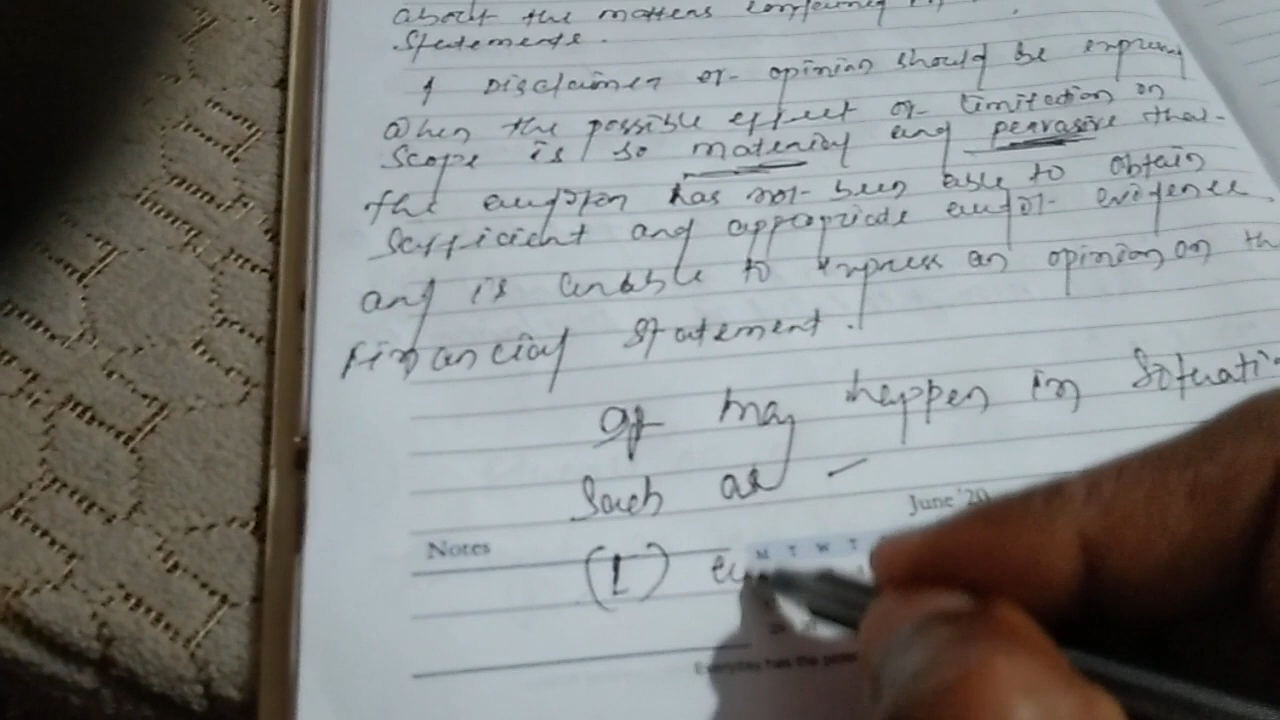 about the matters
Statements.
A Disclaimer of opinion should be
when the possible effect of limitation on
Scope is so material and pervasive that
the auditor has not been able to obtain
Sufficient and appropriate audit evidence
and is unable to express an opinion on th
Financial Statement.
It may happen in Situati
Such as –
June '20
Notes
M T W T
(1)
Everyday has the